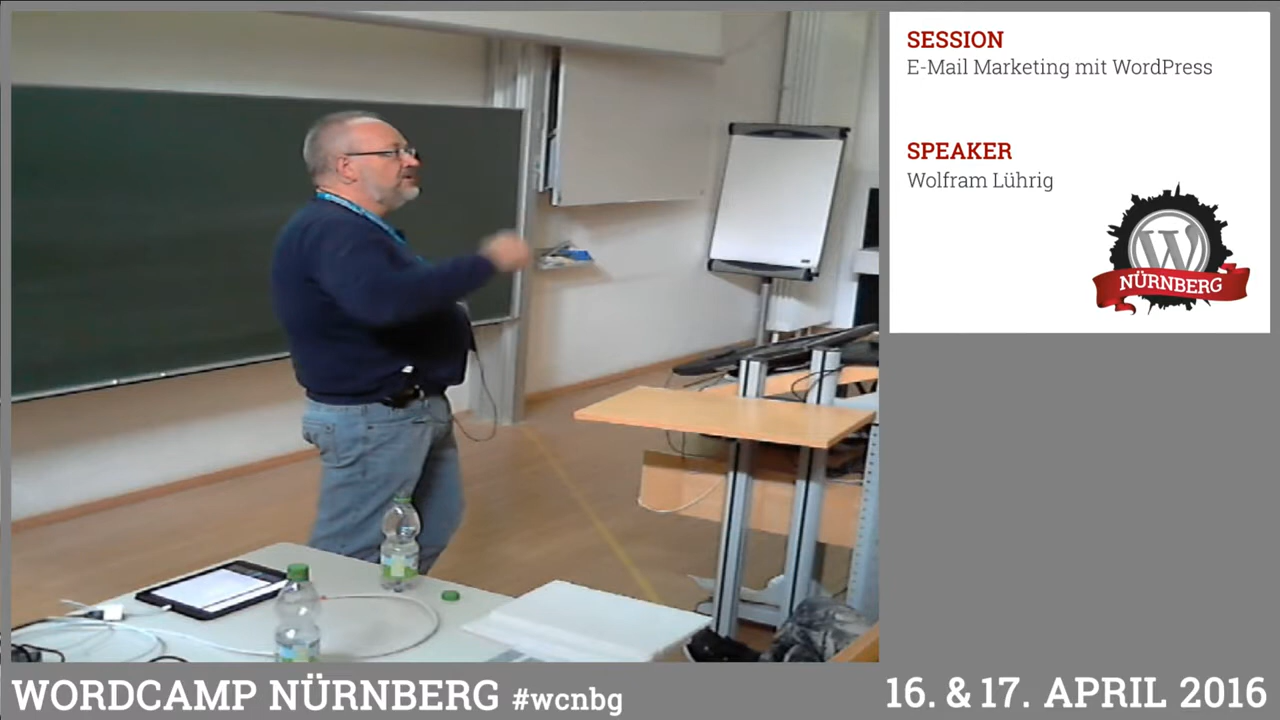 SESSION
E-Mail Marketing mit WordPress
SPEAKER
Wolfram Lührig
W
NÜRNBERG
WORDCAMP NÜRNBERG #wcnbg
16. & 17. APRIL 2016